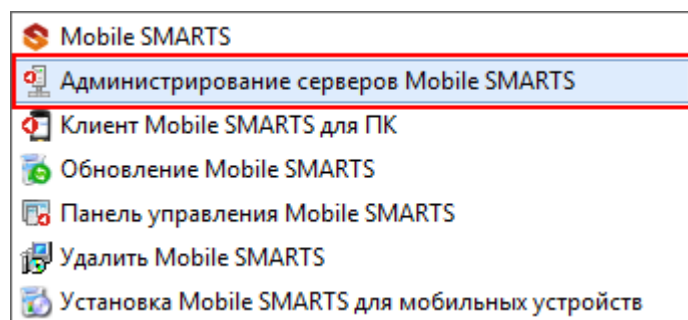 Mobile SMARTS
Администрирование серверов Mobile SMARTS
Клиент Mobile SMARTS для ПК
Обновление Mobile SMARTS
Панель управления Mobile SMARTS
Удалить Mobile SMARTS
Установка Mobile SMARTS для мобильных устройств